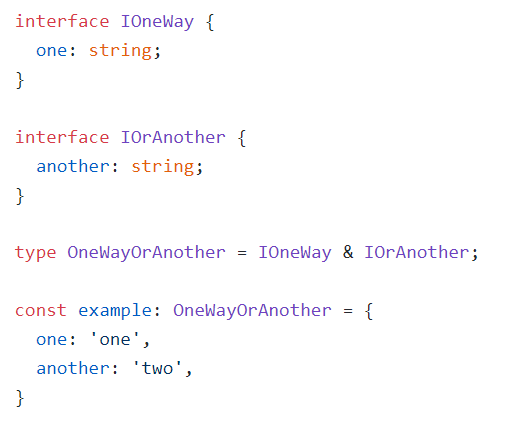 interface IOneWay {
  one: string;
}

interface IOrAnother {
  another: string;
}

type OneWayOrAnother = IOneWay & IOrAnother;

const example: OneWayOrAnother = {
  one: 'one',
  another: 'two',
}